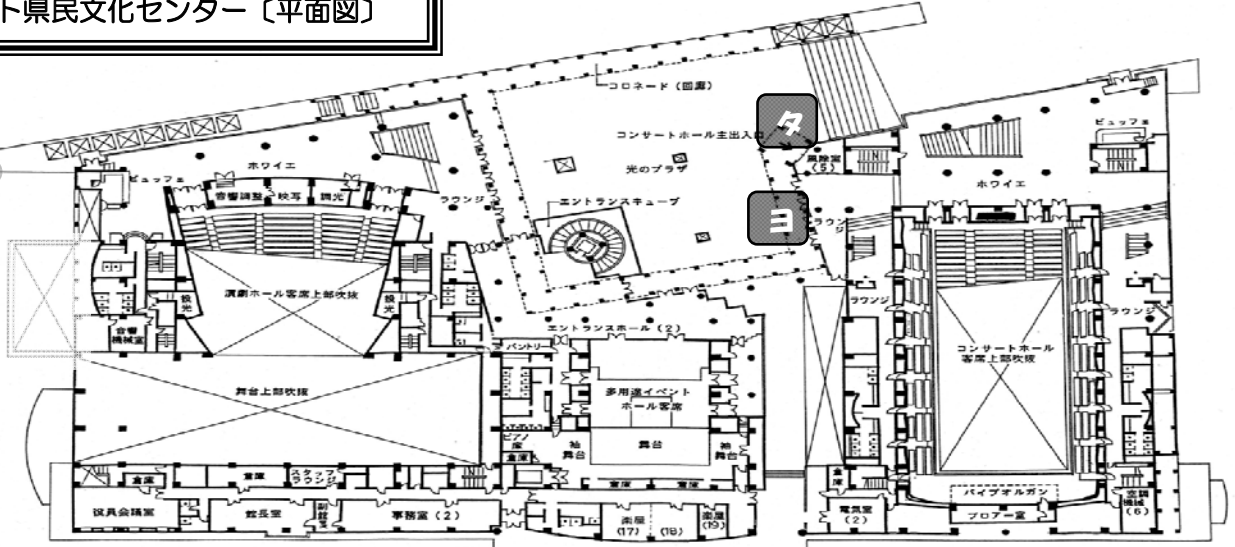 ト県民文化センター〔平面図〕
コロネード（回廊）
コンサートホール主出入口
タ
光のプラザ
風除室
(5)
ヨ
ラウンジ
エントランスキューブ
ビュッフェ
ホワイエ
ビュッフェ
ホワイエ
音響調整
映写
調光
ラウンジ
演劇ホール客席上部吹抜
投光
投光
音響
機械室
エントランスホール（2）
パントリー
舞台上部吹抜
多用途イベント
ホール客席
ピアノ
庫
倉庫
袖
舞台
舞台
袖
舞台
倉庫
倉庫
倉庫
倉庫
スタッフ
ラウンジ
役員会議室
館長室
副館長
事務室（2）
楽屋
(17)
(18)
楽屋
(19)
ラウンジ
ラウンジ
コンサートホール
客席上部吹抜
倉庫
電気室
(2)
パイプオルガン
ブロアー室
空調
機械
(6)